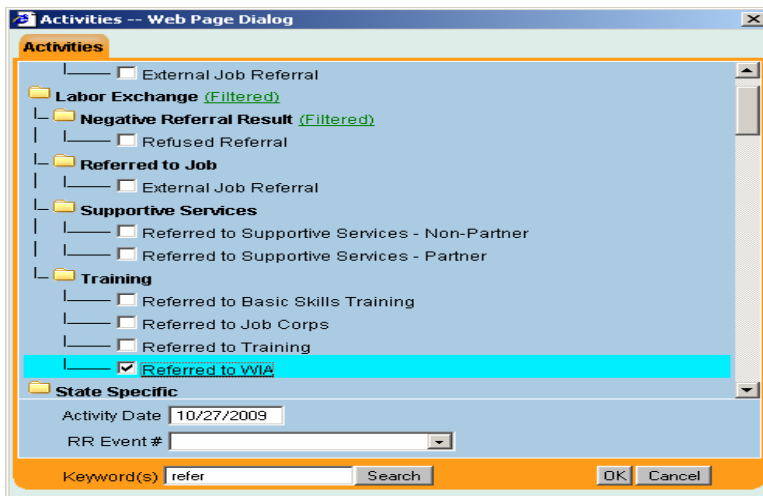 Activities -- Web Page Dialog
Activities
External Job Referral
Labor Exchange (Filtered)
Negative Referral Result (Filtered)
Refused Referral
Referred to Job
External Job Referral
Supportive Services
Referred to Supportive Services - Non-Partner
Referred to Supportive Services - Partner
Training
Referred to Basic Skills Training
Referred to Job Corps
Referred to Training
Referred to WIA
State Specific
Activity Date 10/27/2009
RR Event #
Keyword(s) refer Search OK Cancel